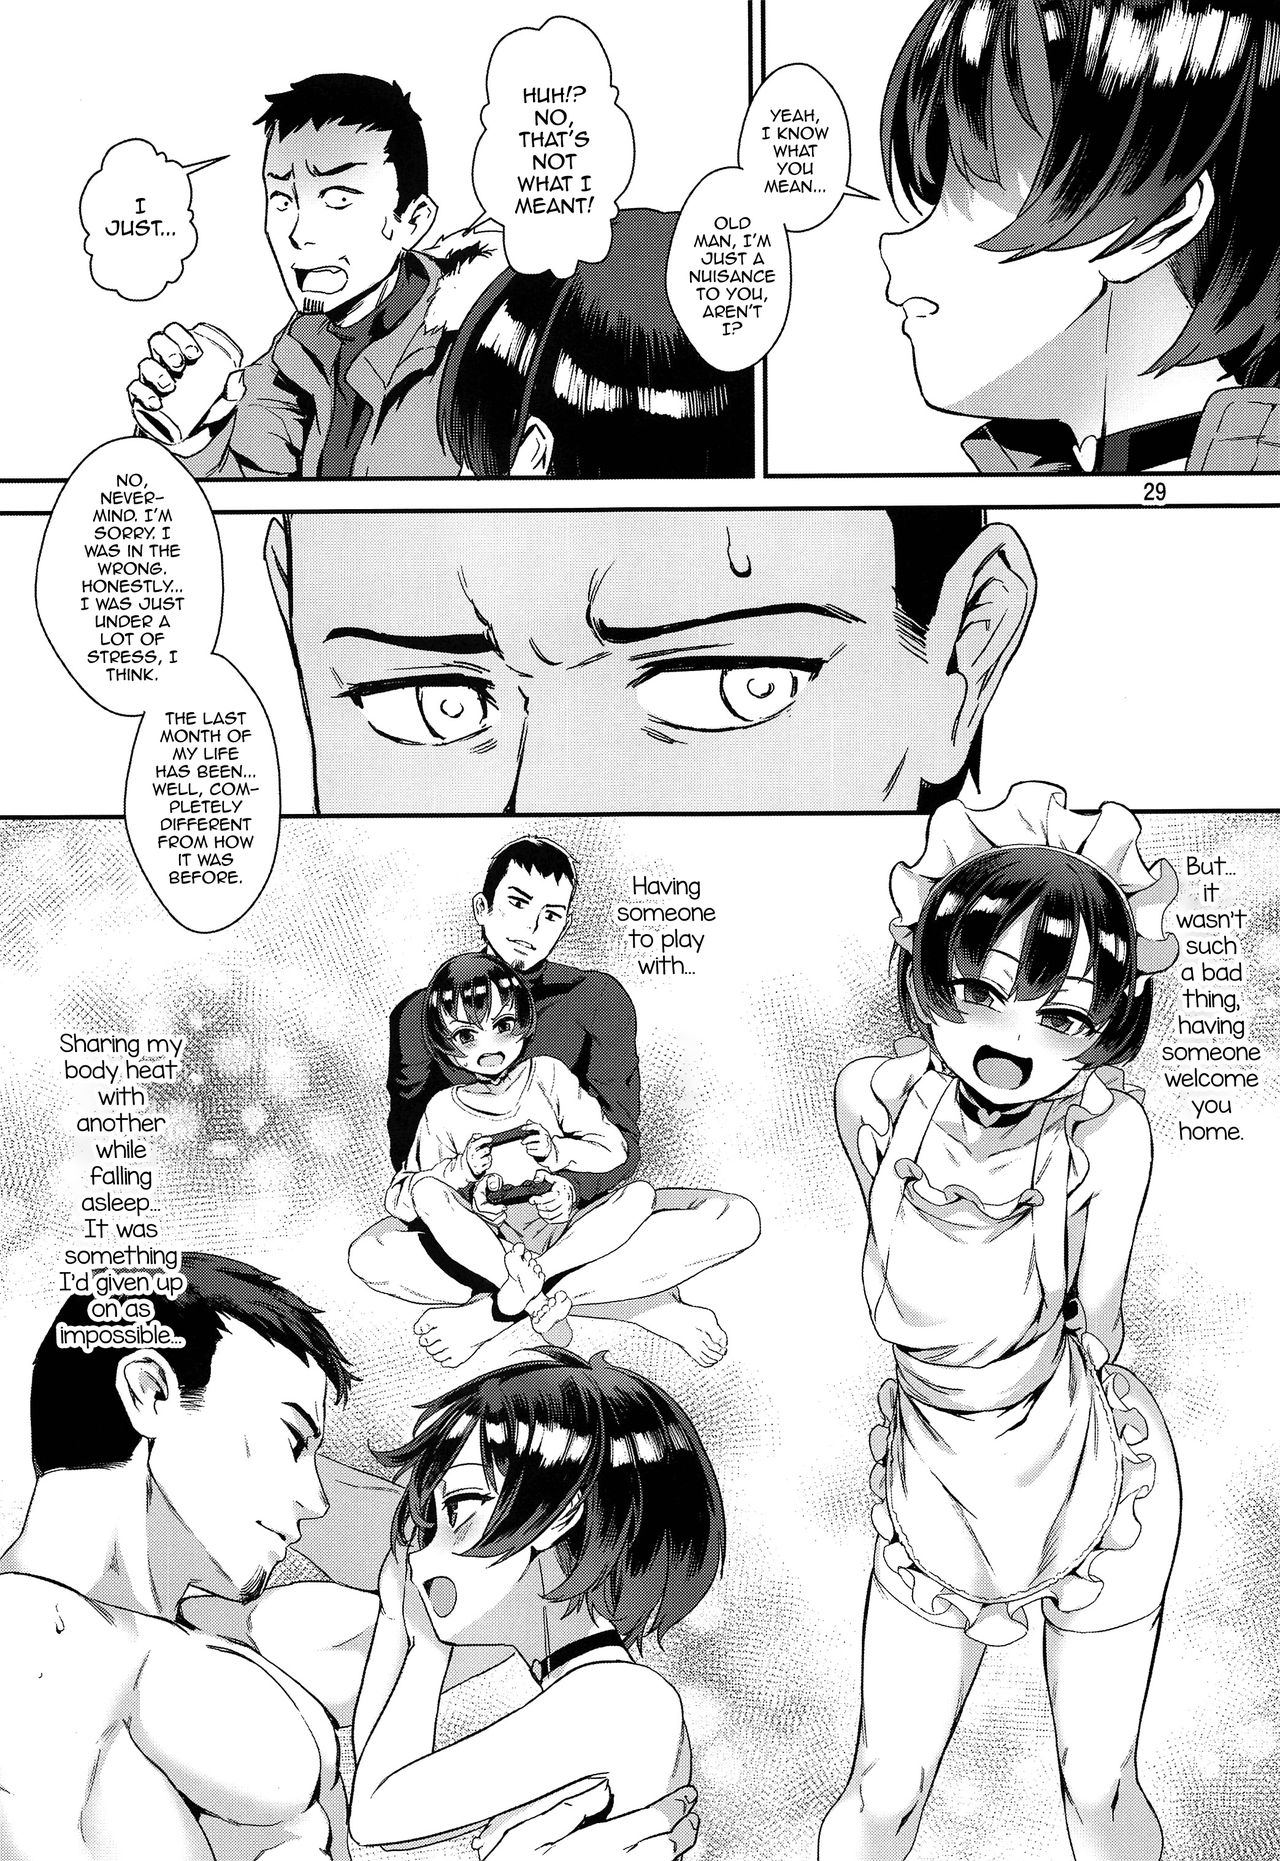 YEAH,
I KNOW
WHAT
YOU
MEAN...
OLD
MAN, I'M
JUST A
NUISANCE
TO YOU,
AREN'T
I?
HUH!?
NO,
THAT'S
NOT
WHAT I
MEANT!
I
JUST...
29
NO,
NEVER-
MIND. I'M
SORRY. I
WAS IN THE
WRONG.
HONESTLY...
I WAS JUST
UNDER A
LOT OF
STRESS, I
THINK.
THE LAST
MONTH OF
MY LIFE
HAS BEEN...
WELL, COM-
PLETELY
DIFFERENT
FROM HOW
IT WAS
BEFORE.
But...
it
wasn't
such
a bad
thing,
having
someone
welcome
you
home.
Having
someone
to play
with...
Sharing my
body heat
with
another
while
falling
asleep...
It was
something
I'd given up
on as
impossible...